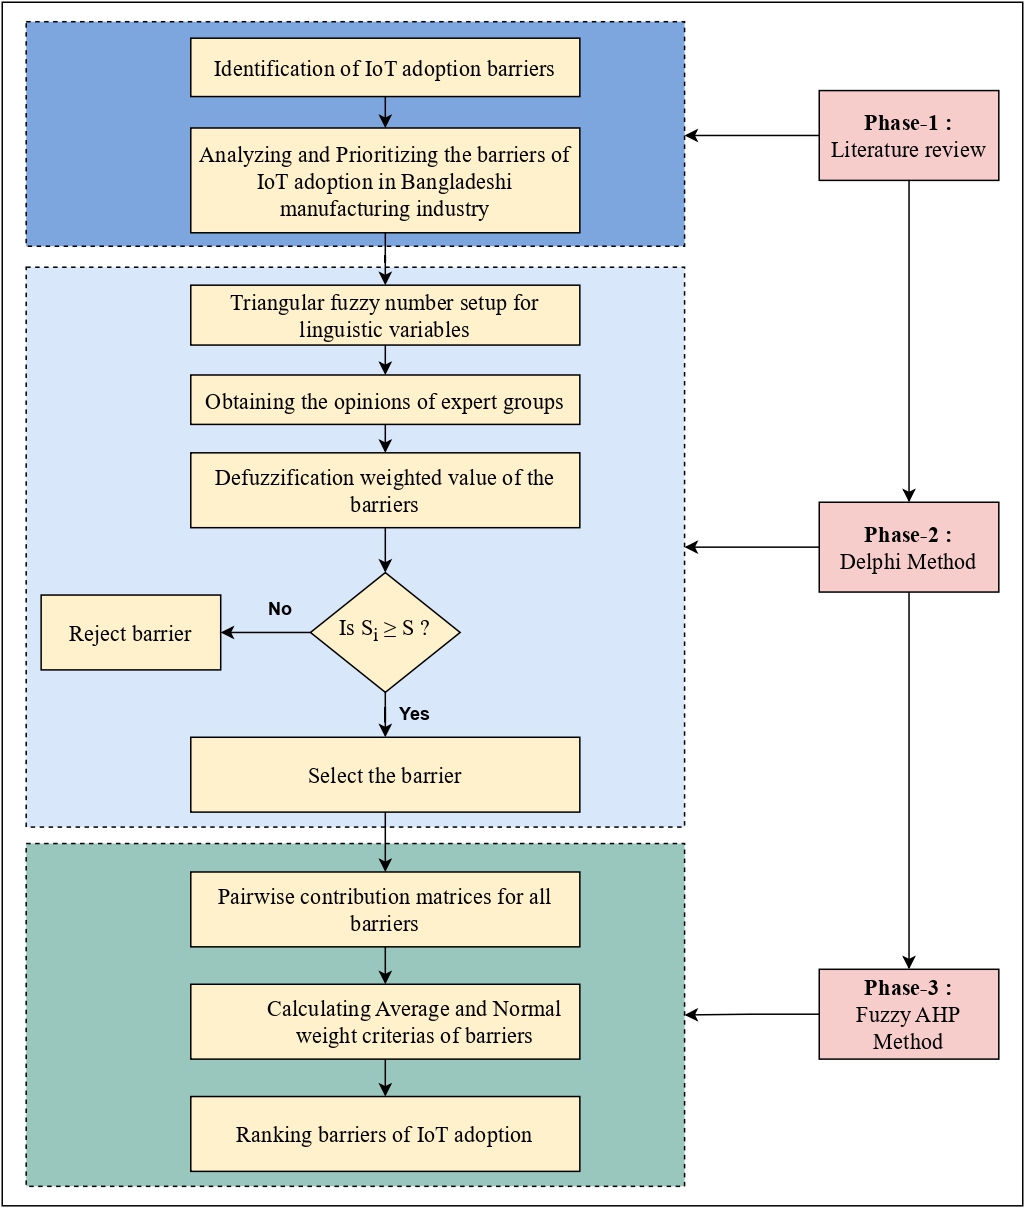 Identification of IoT adoption barriers
Analyzing and Prioritizing the barriers of
IoT adoption in Bangladeshi
manufacturing industry
Phase-1 :
Literature review
Triangular fuzzy number setup for
linguistic variables
Obtaining the opinions of expert groups
Defuzzification weighted value of the
barriers
Phase-2 :
Delphi Method
Is Si ≥ S ?
No
Reject barrier
Yes
Select the barrier
Pairwise contribution matrices for all
barriers
Calculating Average and Normal
weight criterias of barriers
Phase-3 :
Fuzzy AHP
Method
Ranking barriers of IoT adoption